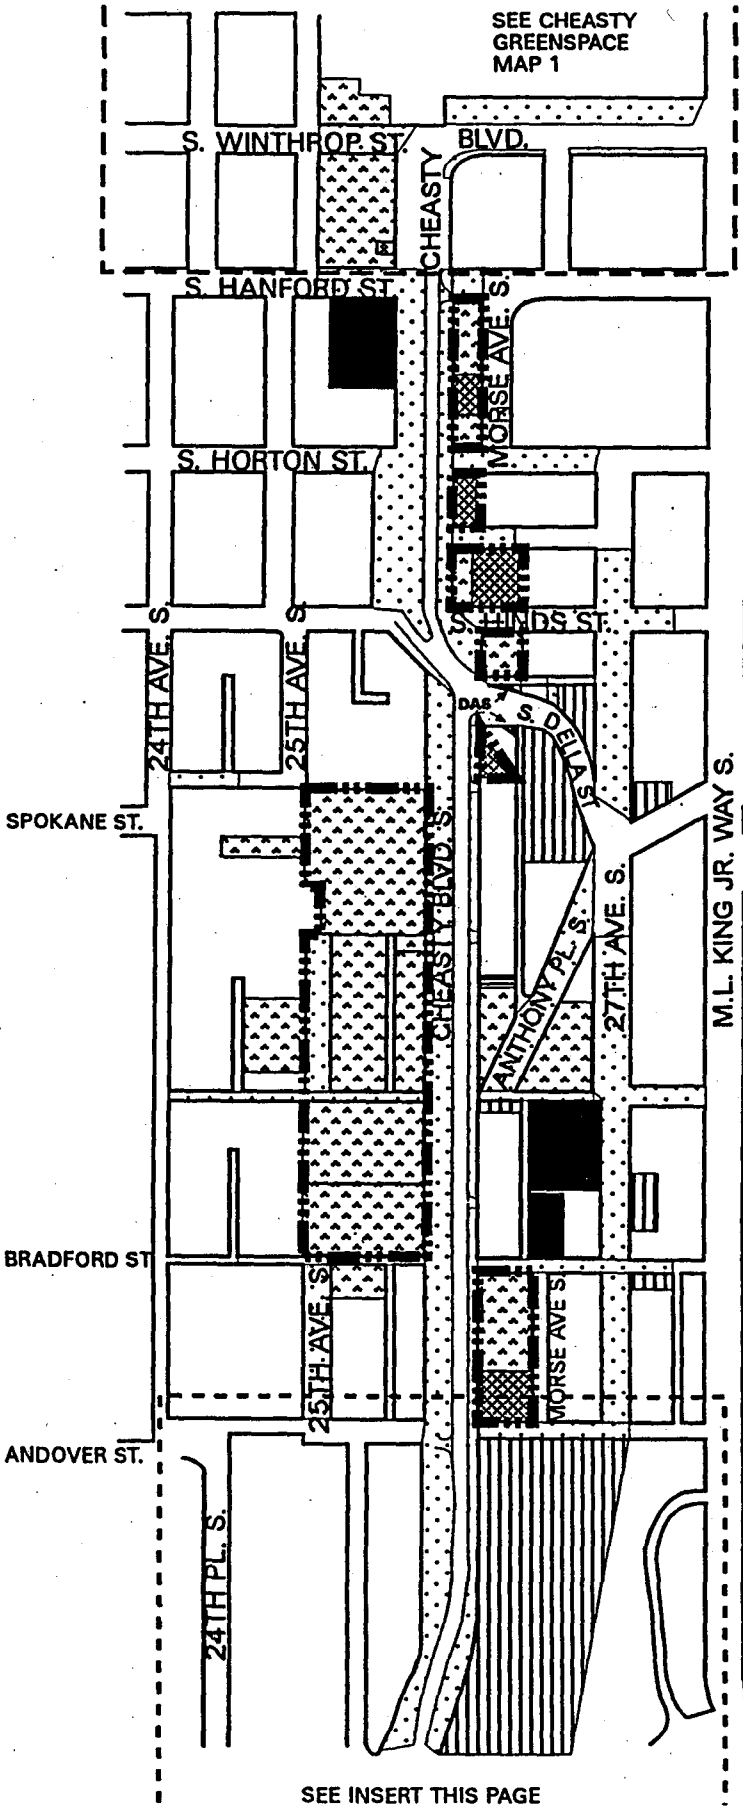 SEE CHEASTY
GREENSPACE
MAP 1
S. WINTHROP ST.
BLVD.
CHEASTY
S. HANFORD ST.
MORSE AVE. S.
S. HORTON ST.
S. HINDS ST.
24TH AVE. S.
25TH AVE. S.
DAS
S. DELLA ST
SPOKANE ST.
CHEASTY BLVD. S.
M.L. KING JR. WAY S.
27TH AVE. S.
ANTHONY PL. S.
BRADFORD ST
25TH AVE. S.
MORSE AVE S.
ANDOVER ST.
24TH PL. S.
SEE INSERT THIS PAGE